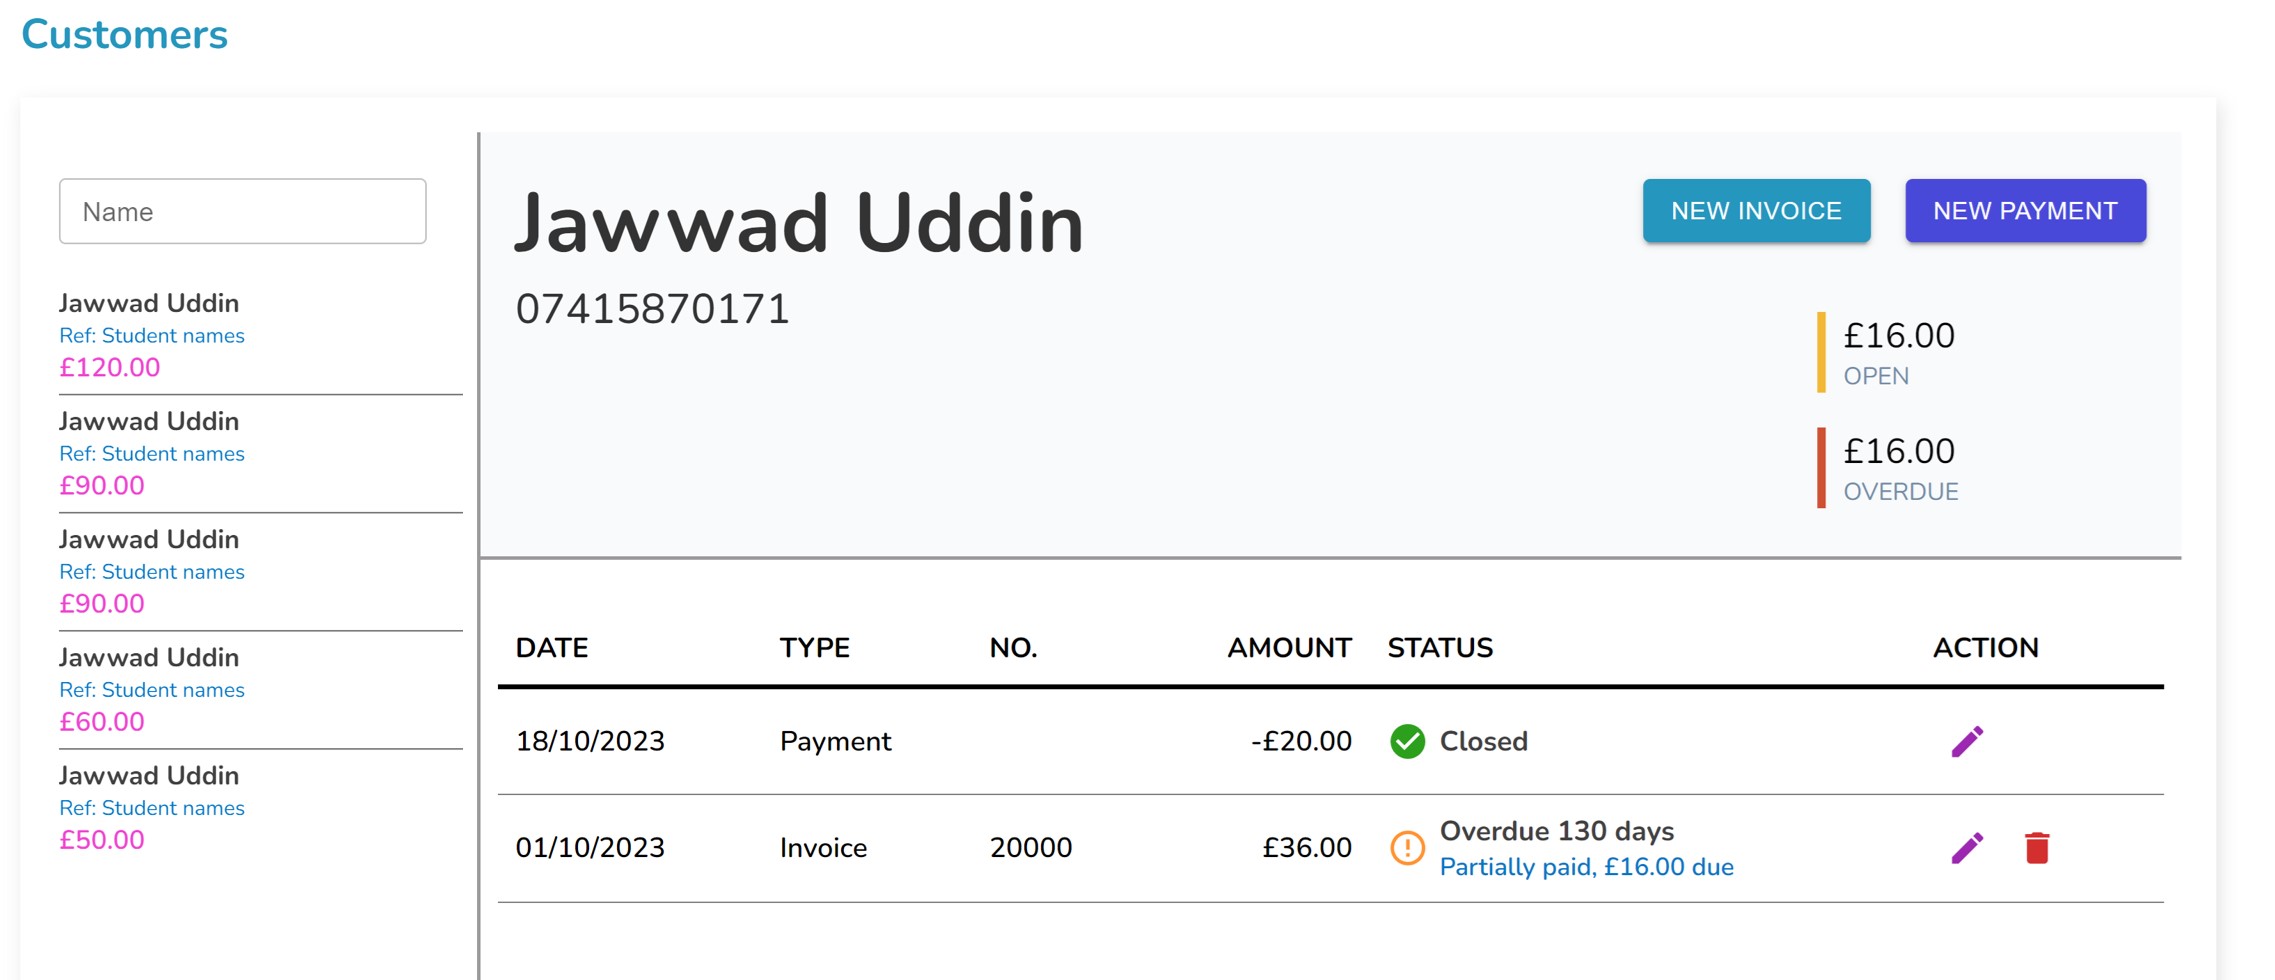 Customers
Name
Jawwad Uddin
Ref: Student names
£120.00
Jawwad Uddin
Ref: Student names
£90.00
Jawwad Uddin
Ref: Student names
£90.00
Jawwad Uddin
Ref: Student names
£60.00
Jawwad Uddin
Ref: Student names
£50.00
Jawwad Uddin
07415870171
NEW INVOICE
NEW PAYMENT
£16.00
OPEN
£16.00
OVERDUE
DATE TYPE NO. AMOUNT STATUS ACTION
18/10/2023 Payment -£20.00 Closed
01/10/2023 Invoice 20000 £36.00 Overdue 130 days
Partially paid, £16.00 due